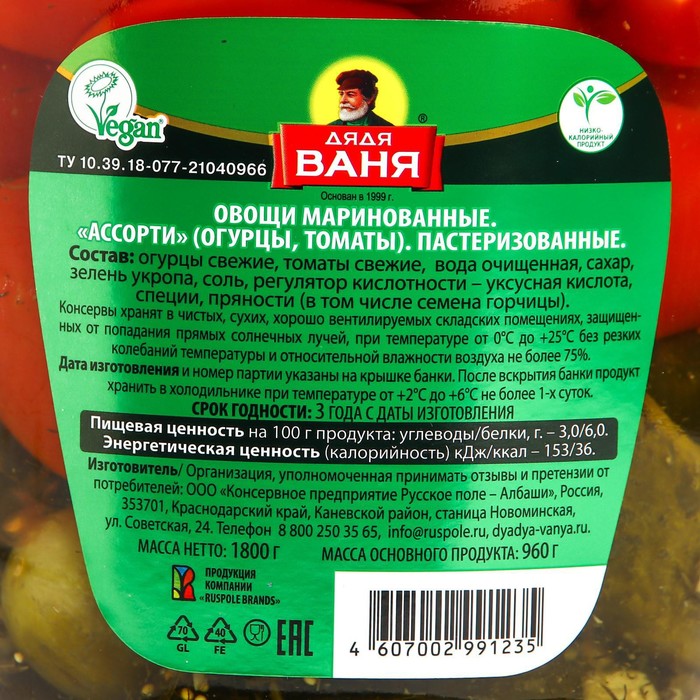 Vegan
ДЯДЯ
ВАНЯ
®
НИЗКО-
КАЛОРИЙНЫЙ
ПРОДУКТ
ТУ 10.39.18-077-21040966
Основан в 1999 г.
ОВОЩИ МАРИНОВАННЫЕ.
«АССОРТИ» (ОГУРЦЫ, ТОМАТЫ). ПАСТЕРИЗОВАННЫЕ.
Состав: огурцы свежие, томаты свежие, вода очищенная, сахар,
зелень укропа, соль, регулятор кислотности – уксусная кислота,
специи, пряности (в том числе семена горчицы).
Консервы хранят в чистых, сухих, хорошо вентилируемых складских помещениях, защищен-
ных от попадания прямых солнечных лучей, при температуре от 0°С до +25°С без резких
колебаний температуры и относительной влажности воздуха не более 75%.
Дата изготовления и номер партии указаны на крышке банки. После вскрытия банки продукт
хранить в холодильнике при температуре от +2°С до +6°С не более 1-х суток.
СРОК ГОДНОСТИ: 3 ГОДА С ДАТЫ ИЗГОТОВЛЕНИЯ
Пищевая ценность на 100 г продукта: углеводы/белки, г. – 3,0/6,0.
Энергетическая ценность (калорийность) кДж/ккал – 153/36.
Изготовитель/ Организация, уполномоченная принимать отзывы и претензии от
потребителей: ООО «Консервное предприятие Русское поле – Албаши», Россия,
353701, Краснодарский край, Каневской район, станица Новоминская,
ул. Советская, 24. Телефон 8 800 250 35 65, info@ruspole.ru, dyadya-vanya.ru.
МАССА НЕТТО: 1800 г МАССА ОСНОВНОГО ПРОДУКТА: 960 г
ПРОДУКЦИЯ
КОМПАНИИ
«RUSPOLE BRANDS»
70 40 EAC
GL FE
4 607002 991235